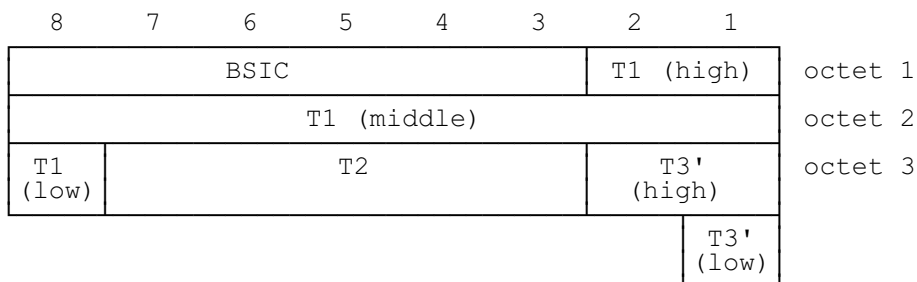 8 7 6 5 4 3 2 1
BSIC T1 (high) octet 1
T1 (middle) octet 2
T1 (low) T2 T3' (high) octet 3
T3' (low)